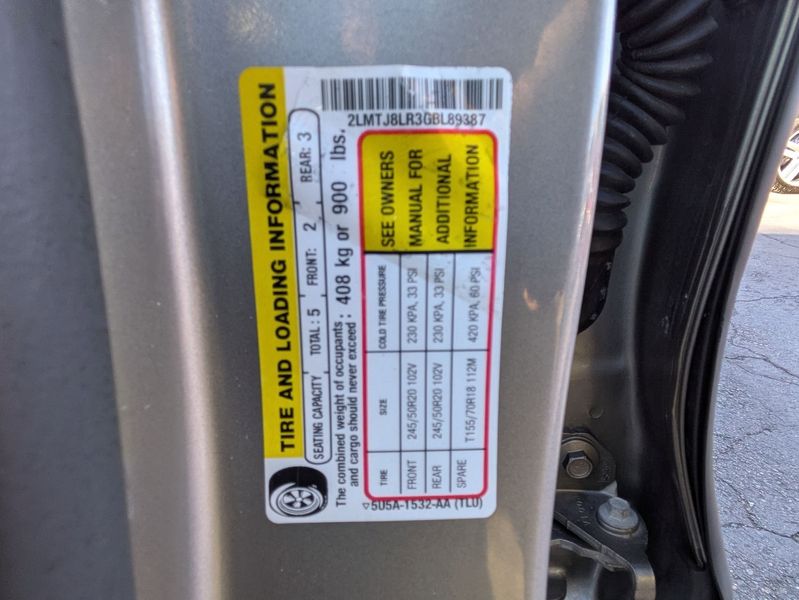 2LMTJ8LR3GBL89387
TIRE AND LOADING INFORMATION
SEATING CAPACITY TOTAL: 5 FRONT: 2 REAR: 3
The combined weight of occupants
and cargo should never exceed : 408 kg or 900 lbs.
TIRE SIZE COLD TIRE PRESSURE
FRONT 245/50R20 102V 230 KPA, 33 PSI
REAR 245/50R20 102V 230 KPA, 33 PSI
SPARE T155/70R18 112M 420 KPA, 60 PSI
SEE OWNERS
MANUAL FOR
ADDITIONAL
INFORMATION
5U5A-1532-AA (TLU)